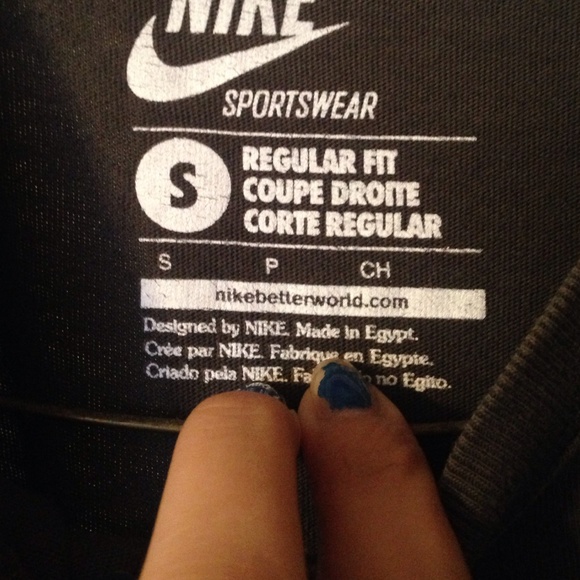 NIKE
SPORTSWEAR
S REGULAR FIT
COUPE DROITE
CORTE REGULAR
S P CH
nikebetterworld.com
Designed by NIKE. Made in Egypt.
Crée par NIKE. Fabrique en Egypte.
Criado pela NIKE. no Egito.